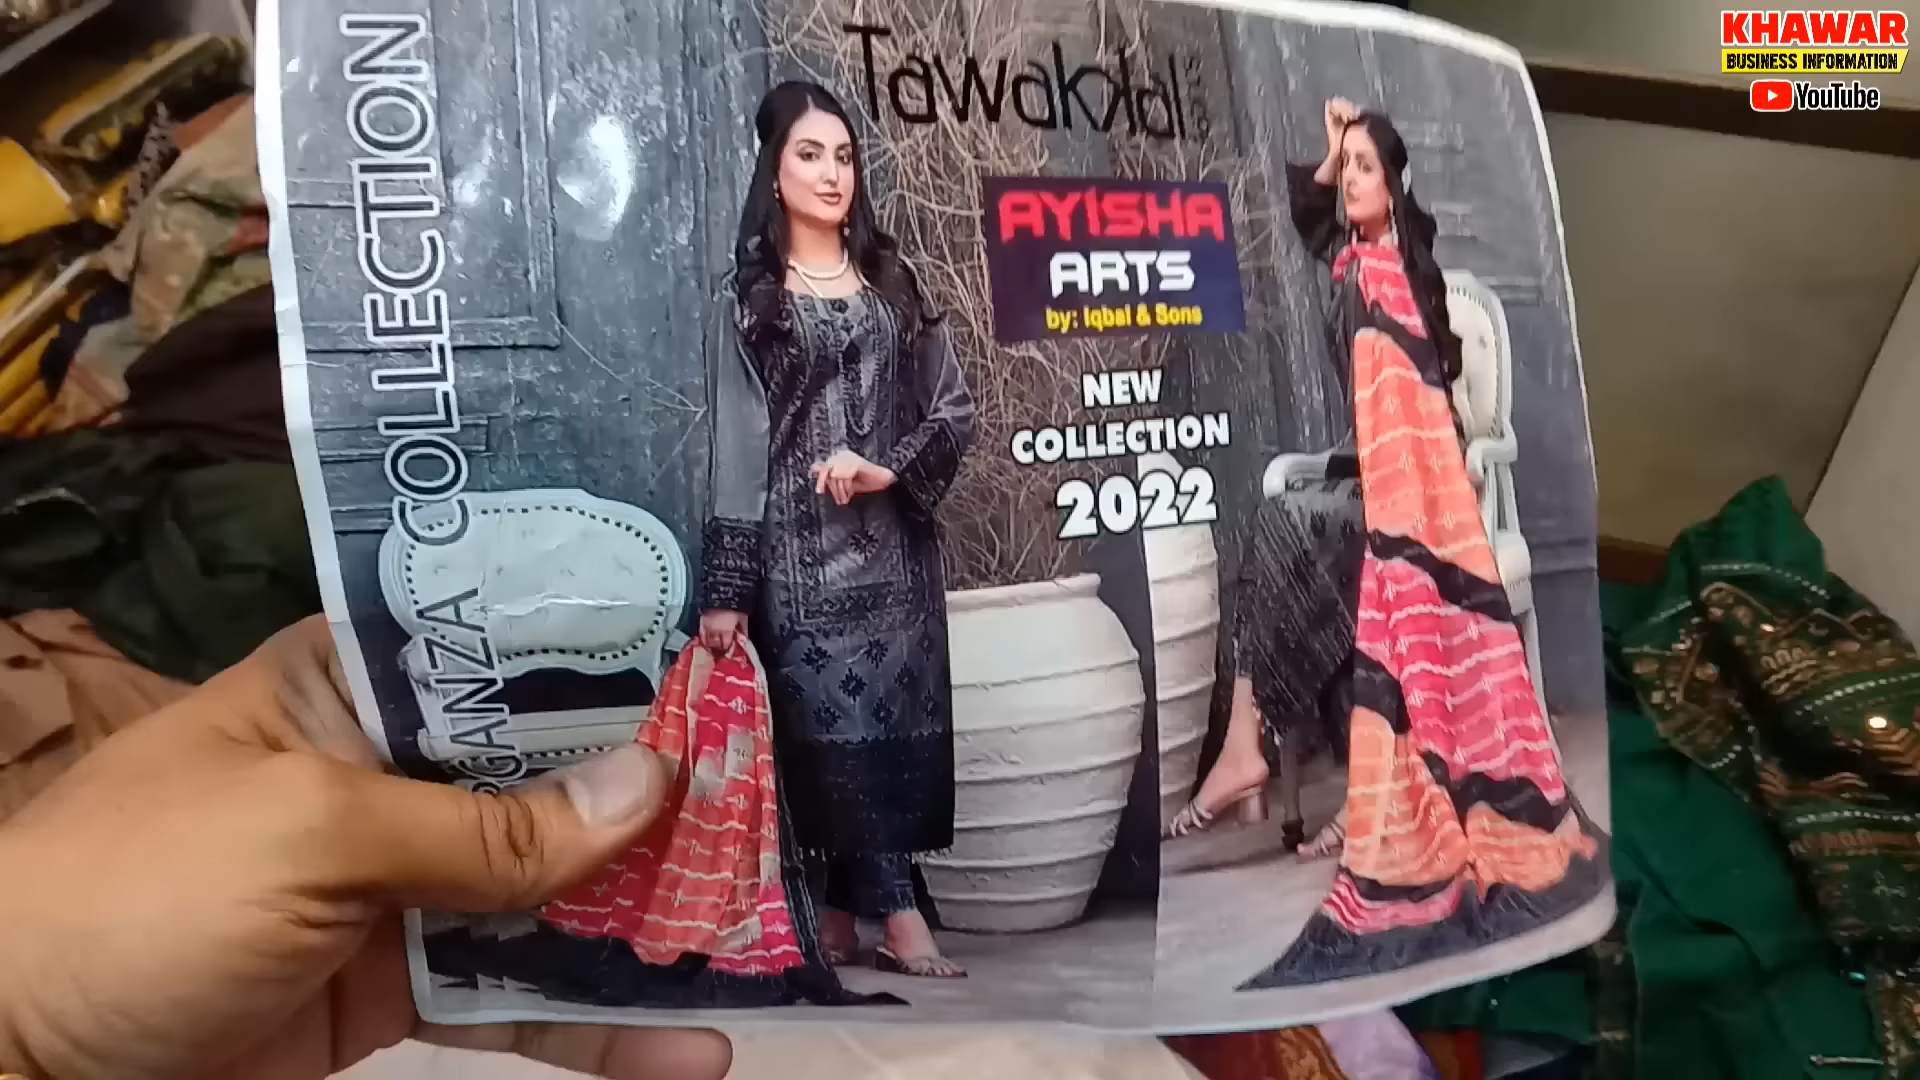 KHAWAR
BUSINESS INFORMATION
YouTube
Tawakkal
AYISHA
ARTS
by: Iqbal & Sons
NEW
COLLECTION
2022
COLLECTION